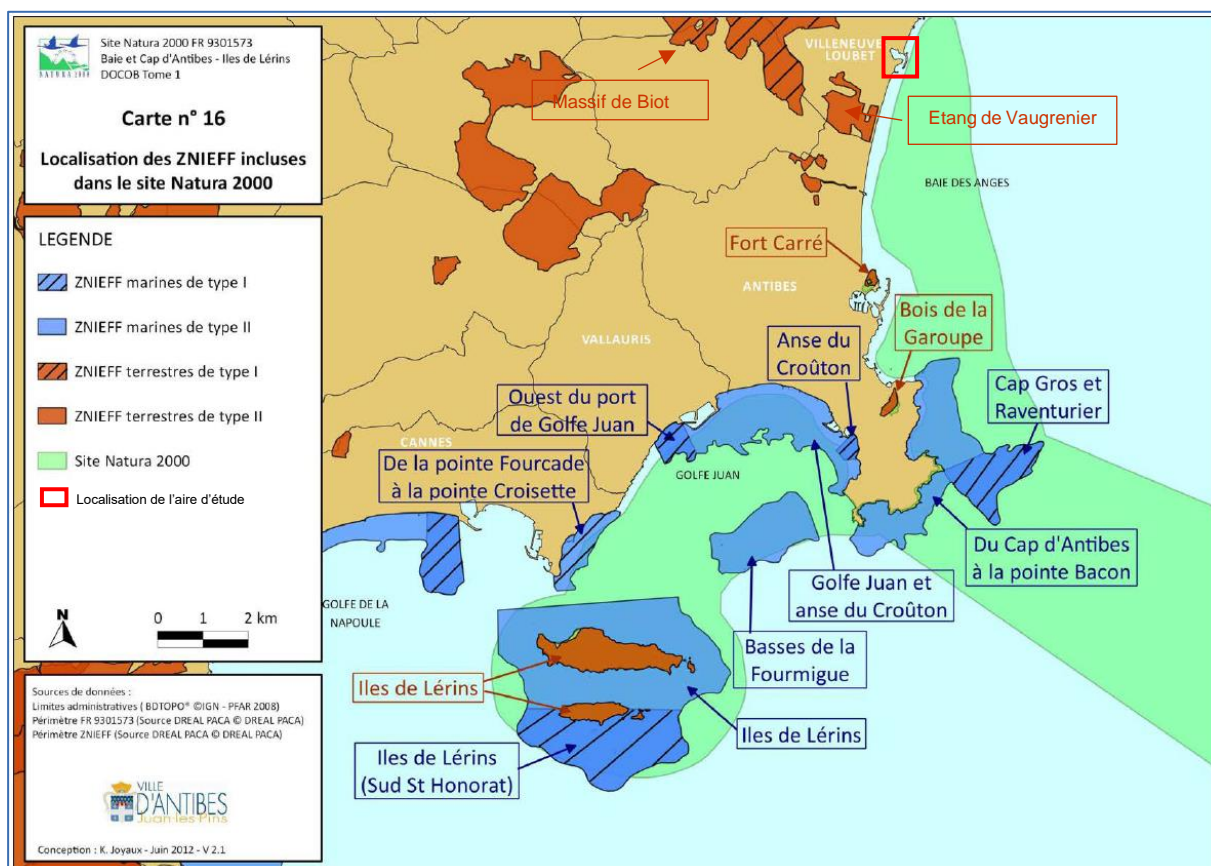 Site Natura 2000 FR 9301573
Baie et Cap d'Antibes - Iles de Lérins
DOCOB Tome 1
NATURA 2000
Carte n° 16
Localisation des ZNIEFF incluses
dans le site Natura 2000
LEGENDE
ZNIEFF marines de type I
ZNIEFF marines de type II
ZNIEFF terrestres de type I
ZNIEFF terrestres de type II
Site Natura 2000
Localisation de l'aire d'étude
N
0 1 2 km
Sources de données :
Limites administratives ( BDTOPO® ©IGN - PFAR 2008)
Périmètre FR 9301573 (Source DREAL PACA © DREAL PACA)
Périmètre ZNIEFF (Source DREAL PACA © DREAL PACA)
VILLE
D'ANTIBES
Juan-les-Pins
Conception : K. Joyaux - Juin 2012 - V 2.1
VILLENEUVE
LOUBET
Massif de Biot
Etang de Vaugrenier
BAIE DES ANGES
Fort Carré
ANTIBES
Bois de la
Garoupe
VALLAURIS
Anse du
Croûton
Cap Gros et
Raventurier
Ouest du port
de Golfe Juan
CANNES
De la pointe Fourcade
à la pointe Croisette
GOLFE JUAN
Du Cap d'Antibes
à la pointe Bacon
Golfe Juan et
anse du Croûton
GOLFE DE LA
NAPOULE
Basses de la
Fourmigue
Iles de Lérins
Iles de Lérins
Iles de Lérins
(Sud St Honorat)